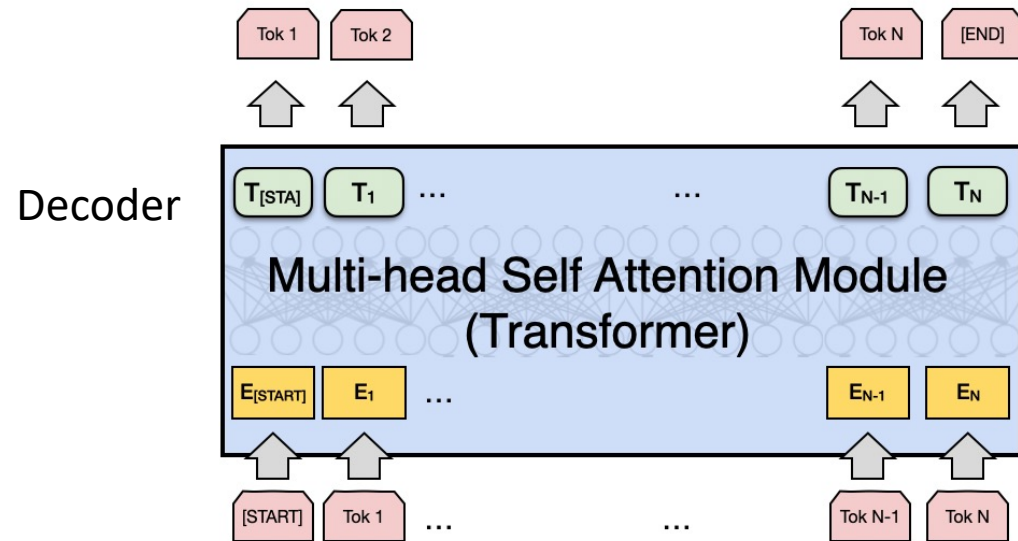 Tok 1 Tok 2 Tok N [END]
Decoder
T[STA] T1 ... ... TN-1 TN
Multi-head Self Attention Module
(Transformer)
E[START] E1 ... EN-1 EN
[START] Tok 1 ... ... Tok N-1 Tok N